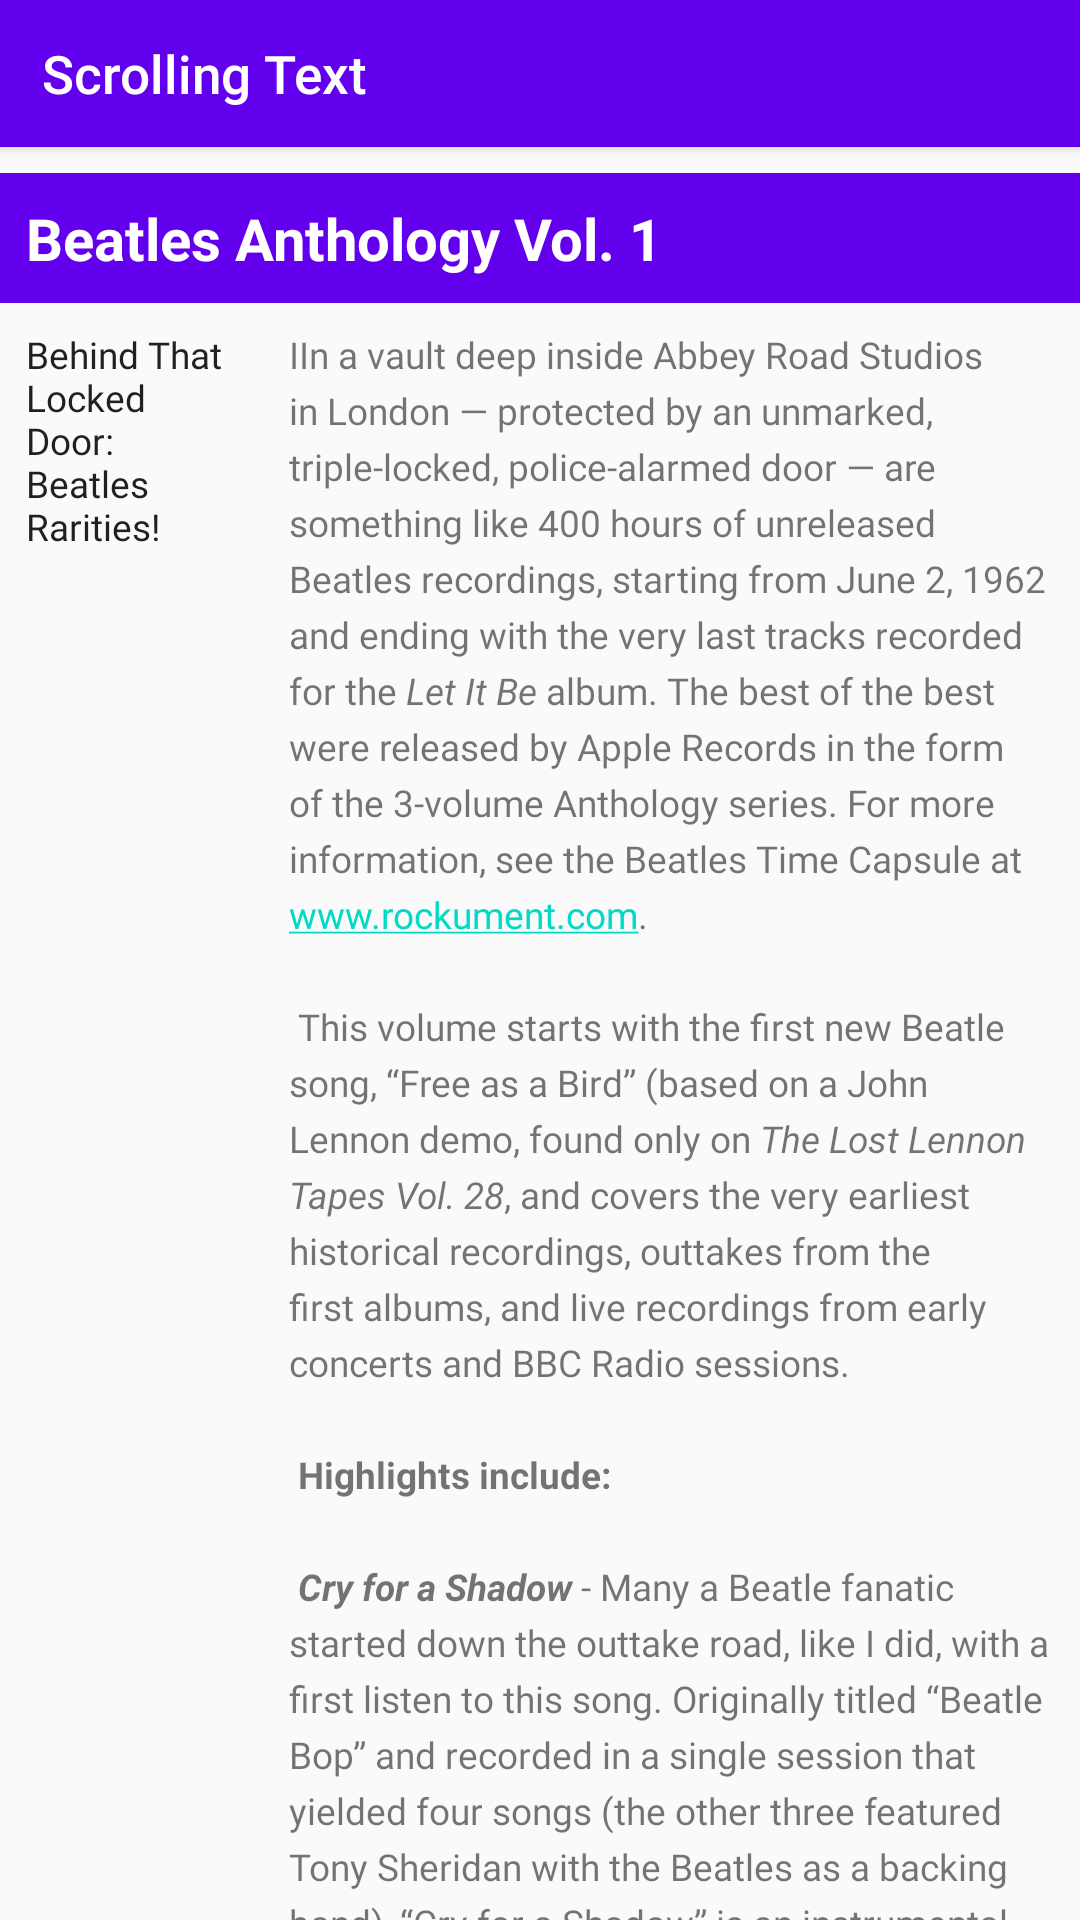 Scrolling Text
Beatles Anthology Vol. 1
Behind That
Locked
Door:
Beatles
Rarities!
IIn a vault deep inside Abbey Road Studios
in London — protected by an unmarked,
triple-locked, police-alarmed door — are
something like 400 hours of unreleased
Beatles recordings, starting from June 2, 1962
and ending with the very last tracks recorded
for the Let It Be album. The best of the best
were released by Apple Records in the form
of the 3-volume Anthology series. For more
information, see the Beatles Time Capsule at
www.rockument.com.
This volume starts with the first new Beatle
song, “Free as a Bird” (based on a John
Lennon demo, found only on The Lost Lennon
Tapes Vol. 28, and covers the very earliest
historical recordings, outtakes from the
first albums, and live recordings from early
concerts and BBC Radio sessions.
Highlights include:
Cry for a Shadow - Many a Beatle fanatic
started down the outtake road, like I did, with a
first listen to this song. Originally titled “Beatle
Bop” and recorded in a single session that
yielded four songs (the other three featured
Tony Sheridan with the Beatles as a backing
band), “Cry for a Shadow” is an instrumental